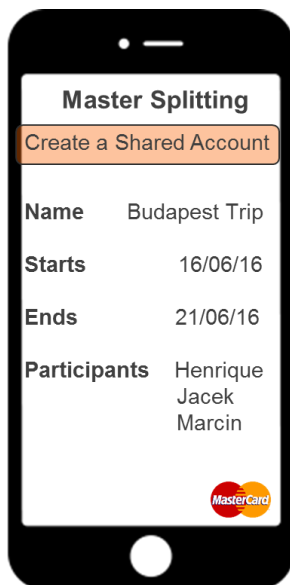 Master Splitting
Create a Shared Account
Name Budapest Trip
Starts 16/06/16
Ends 21/06/16
Participants Henrique
Jacek
Marcin
MasterCard